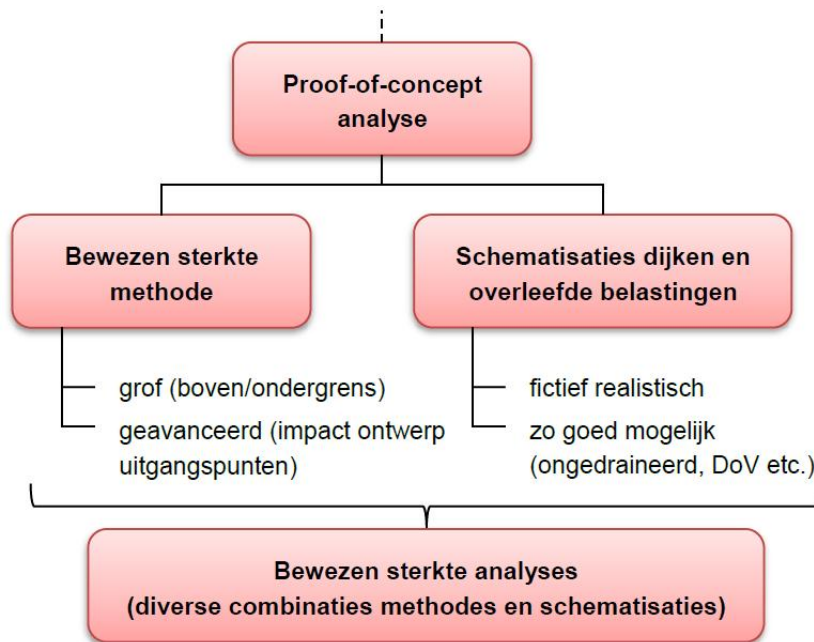 Proof-of-concept
analyse
Bewezen sterkte
methode
Schematisaties dijken en
overleefde belastingen
grof (boven/ondergrens)
geavanceerd (impact ontwerp
uitgangspunten)
fictief realistisch
zo goed mogelijk
(ongedraineerd, DoV etc.)
Bewezen sterkte analyses
(diverse combinaties methodes en schematisaties)